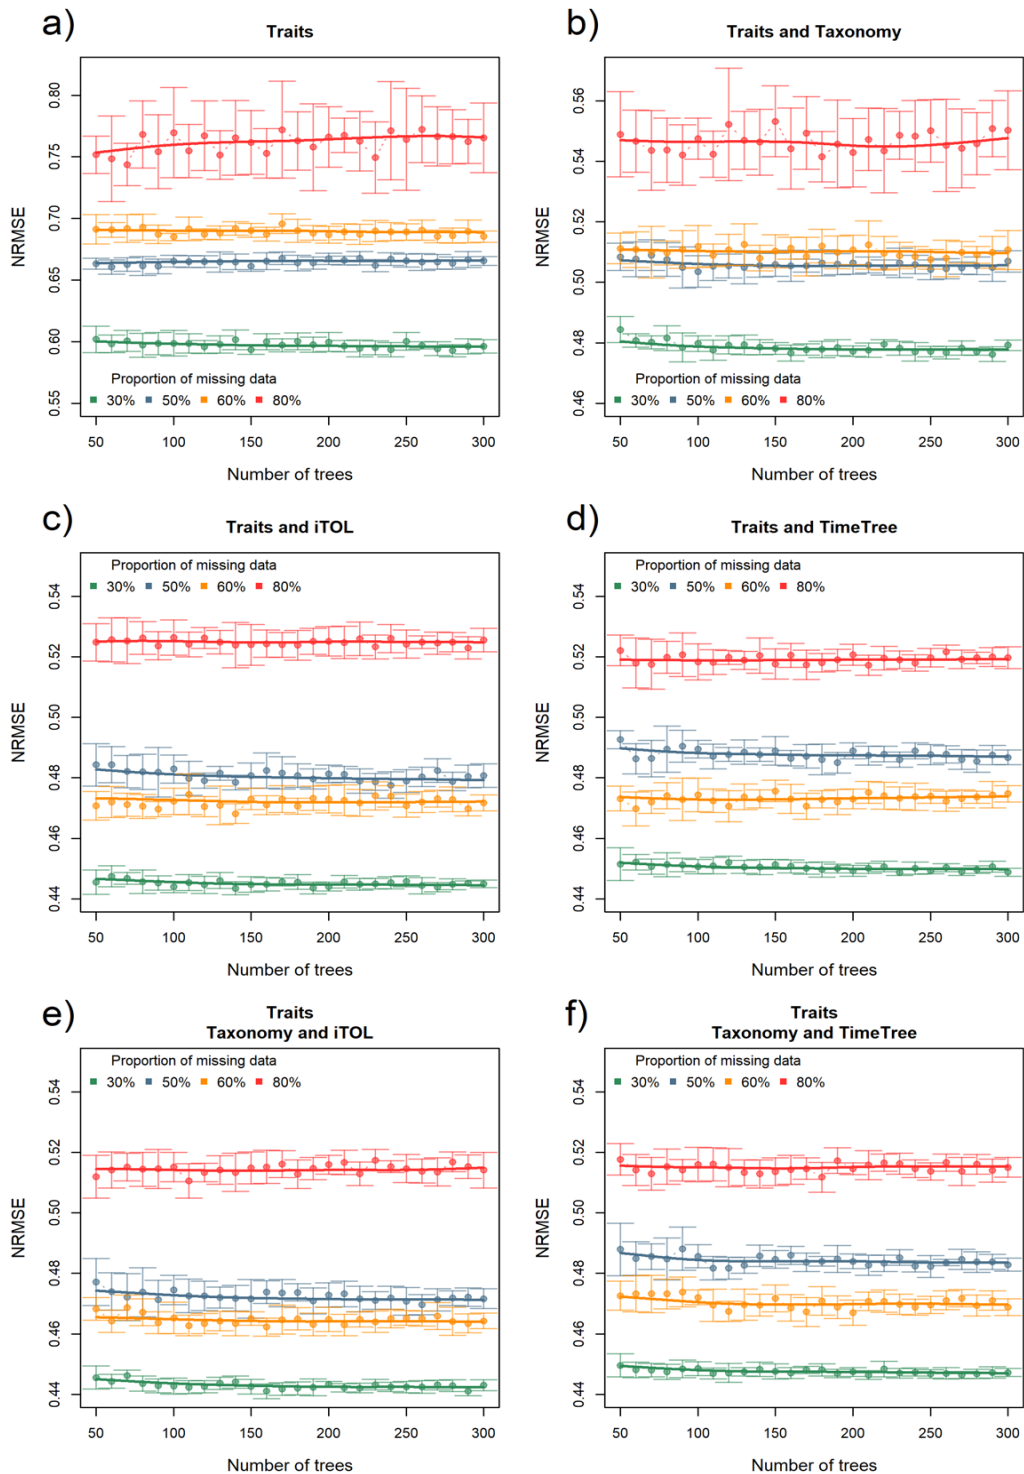 a)
Traits
NRMSE
0.80
0.75
0.70
0.65
0.60
0.55
Proportion of missing data
30% 50% 60% 80%
50 100 150 200 250 300
Number of trees
b)
Traits and Taxonomy
NRMSE
0.56
0.54
0.52
0.50
0.48
0.46
Proportion of missing data
30% 50% 60% 80%
50 100 150 200 250 300
Number of trees
c)
Traits and iTOL
Proportion of missing data
30% 50% 60% 80%
NRMSE
0.54
0.52
0.50
0.48
0.46
0.44
50 100 150 200 250 300
Number of trees
d)
Traits and TimeTree
Proportion of missing data
30% 50% 60% 80%
NRMSE
0.54
0.52
0.50
0.48
0.46
0.44
50 100 150 200 250 300
Number of trees
e)
Traits
Taxonomy and iTOL
Proportion of missing data
30% 50% 60% 80%
NRMSE
0.54
0.52
0.50
0.48
0.46
0.44
50 100 150 200 250 300
Number of trees
f)
Traits
Taxonomy and TimeTree
Proportion of missing data
30% 50% 60% 80%
NRMSE
0.54
0.52
0.50
0.48
0.46
0.44
50 100 150 200 250 300
Number of trees